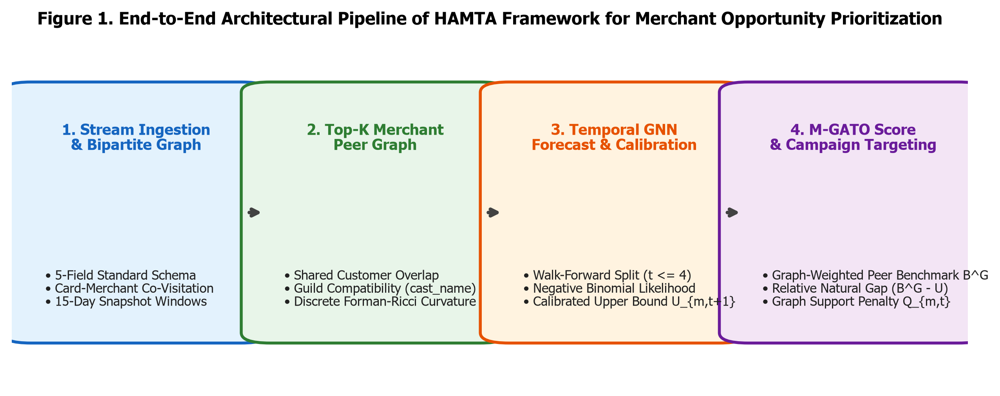 Figure 1. End-to-End Architectural Pipeline of HAMTA Framework for Merchant Opportunity Prioritization
1. Stream Ingestion
& Bipartite Graph
• 5-Field Standard Schema
• Card-Merchant Co-Visitation
• 15-Day Snapshot Windows
2. Top-K Merchant
Peer Graph
• Shared Customer Overlap
• Guild Compatibility (cast_name)
• Discrete Forman-Ricci Curvature
3. Temporal GNN
Forecast & Calibration
• Walk-Forward Split (t <= 4)
• Negative Binomial Likelihood
• Calibrated Upper Bound U_{m,t+1}
4. M-GATO Score
& Campaign Targeting
• Graph-Weighted Peer Benchmark B^G
• Relative Natural Gap (B^G - U)
• Graph Support Penalty Q_{m,t}